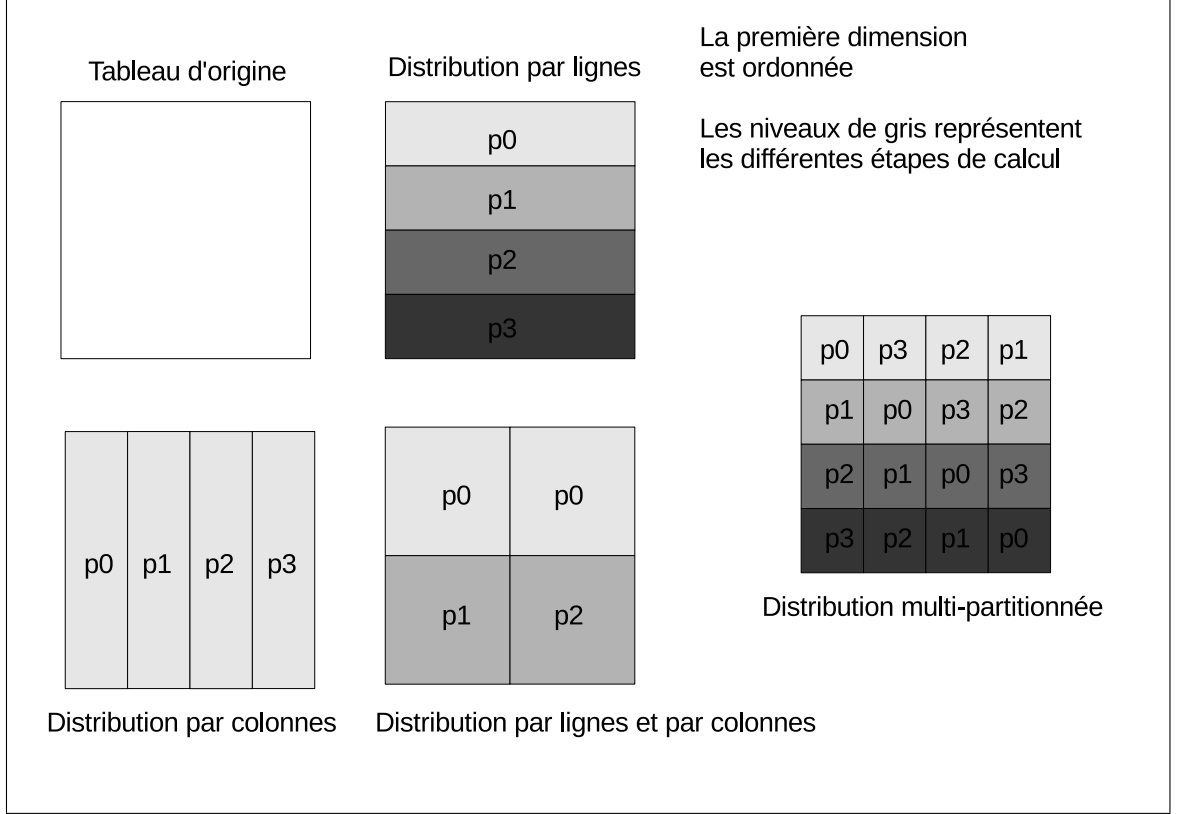 Tableau d'origine
Distribution par lignes
La première dimension
est ordonnée
Les niveaux de gris représentent
les différentes étapes de calcul
p0
p1
p2
p3
p0 p3 p2 p1
p1 p0 p3 p2
p2 p1 p0 p3
p3 p2 p1 p0
Distribution multi-partitionnée
p0 p1 p2 p3
Distribution par colonnes
p0 p0
p1 p2
Distribution par lignes et par colonnes